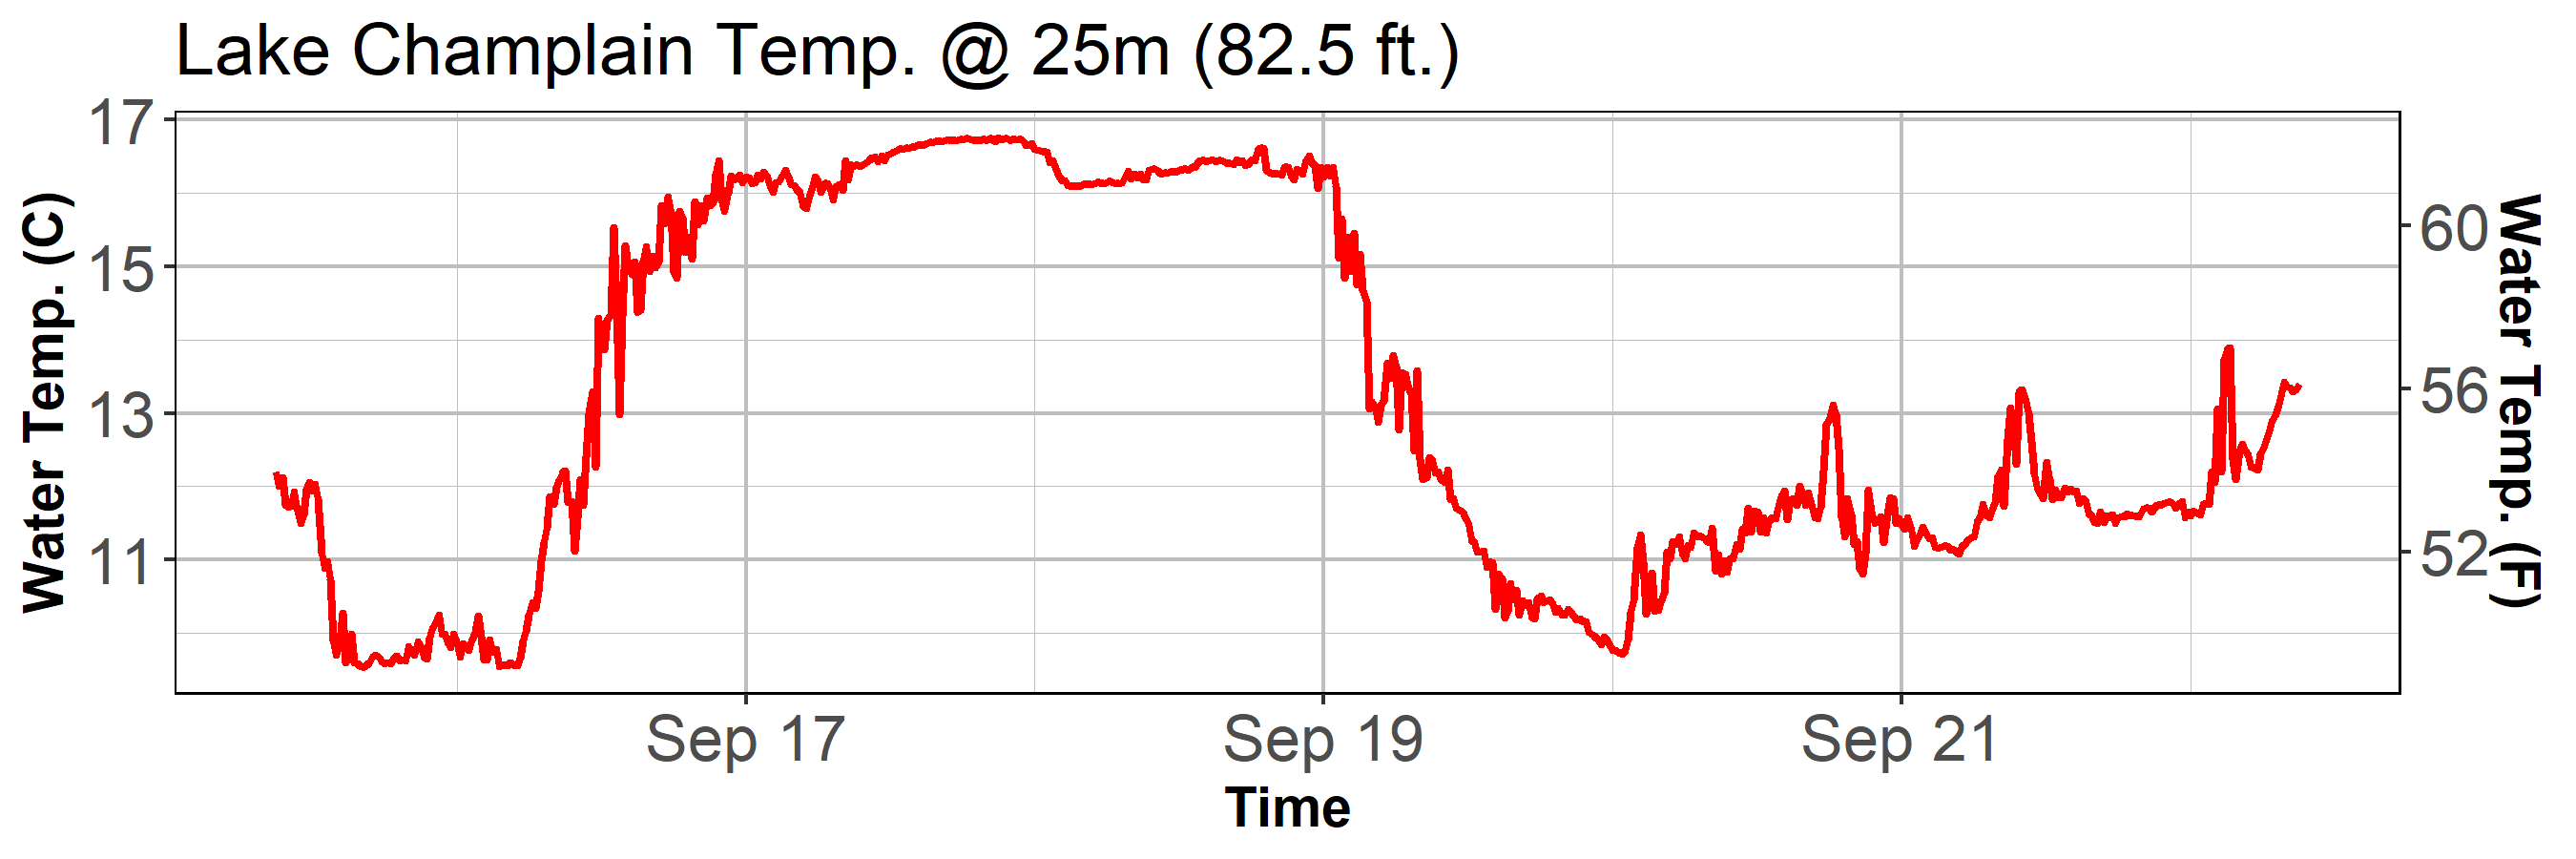 Lake Champlain Temp. @ 25m (82.5 ft.)
Water Temp. (C)
17
15
13
11
60
56
52
Water Temp. (F)
Sep 17
Sep 19
Sep 21
Time